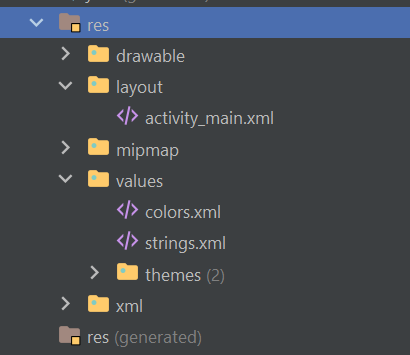 res
drawable
layout
activity_main.xml
mipmap
values
colors.xml
strings.xml
themes (2)
xml
res (generated)